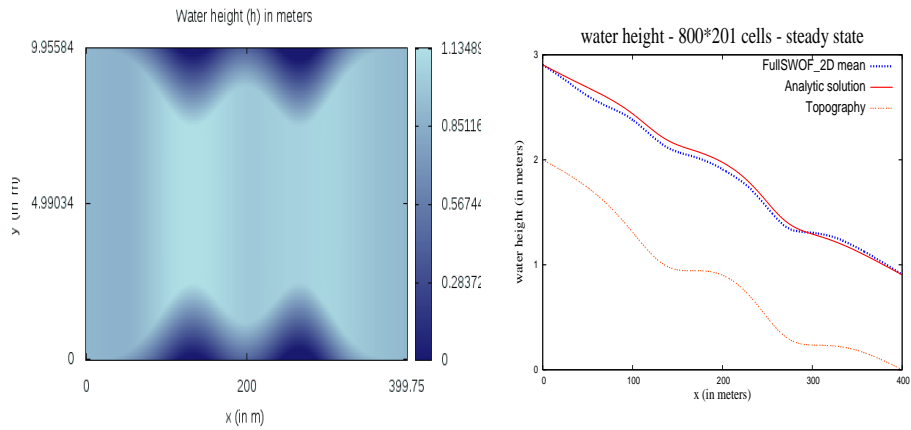 Water height (h) in meters
9.95584
4.99034
0
y (in m)
0
200
399.75
x (in m)
1.13489
0.85116
0.56744
0.28372
0
water height - 800*201 cells - steady state
FullSWOF_2D mean
Analytic solution
Topography
3
2
1
0
water height (in meters)
0
100
200
300
400
x (in meters)